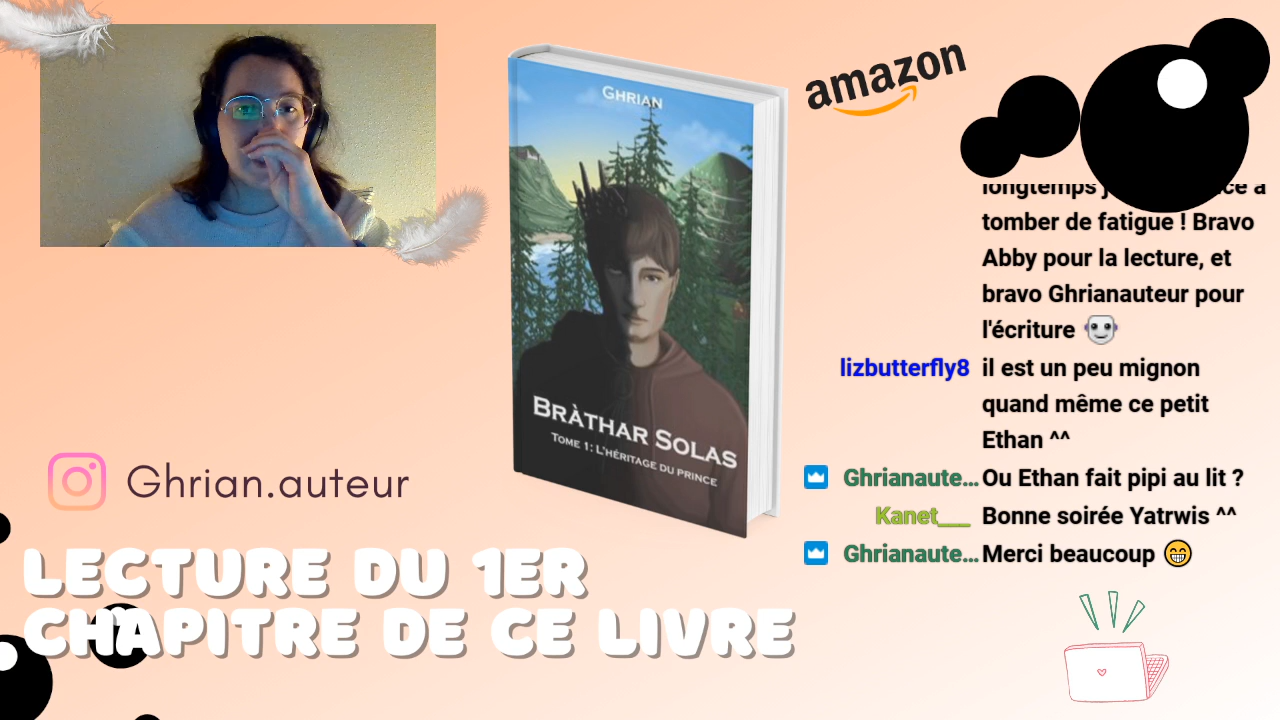 GHRIAN
BRÀTHAR SOLAS
TOME 1: L'HÉRITAGE DU PRINCE
amazon
Ghrian.auteur
LECTURE DU 1ER
CHAPITRE DE CE LIVRE
longtemps
tomber de fatigue ! Bravo
Abby pour la lecture, et
bravo Ghrianauteur pour
l'écriture
lizbutterfly8 il est un peu mignon
quand même ce petit
Ethan ^^
Ghrianaute... Ou Ethan fait pipi au lit ?
Kanet___ Bonne soirée Yatrwis ^^
Ghrianaute... Merci beaucoup 😁